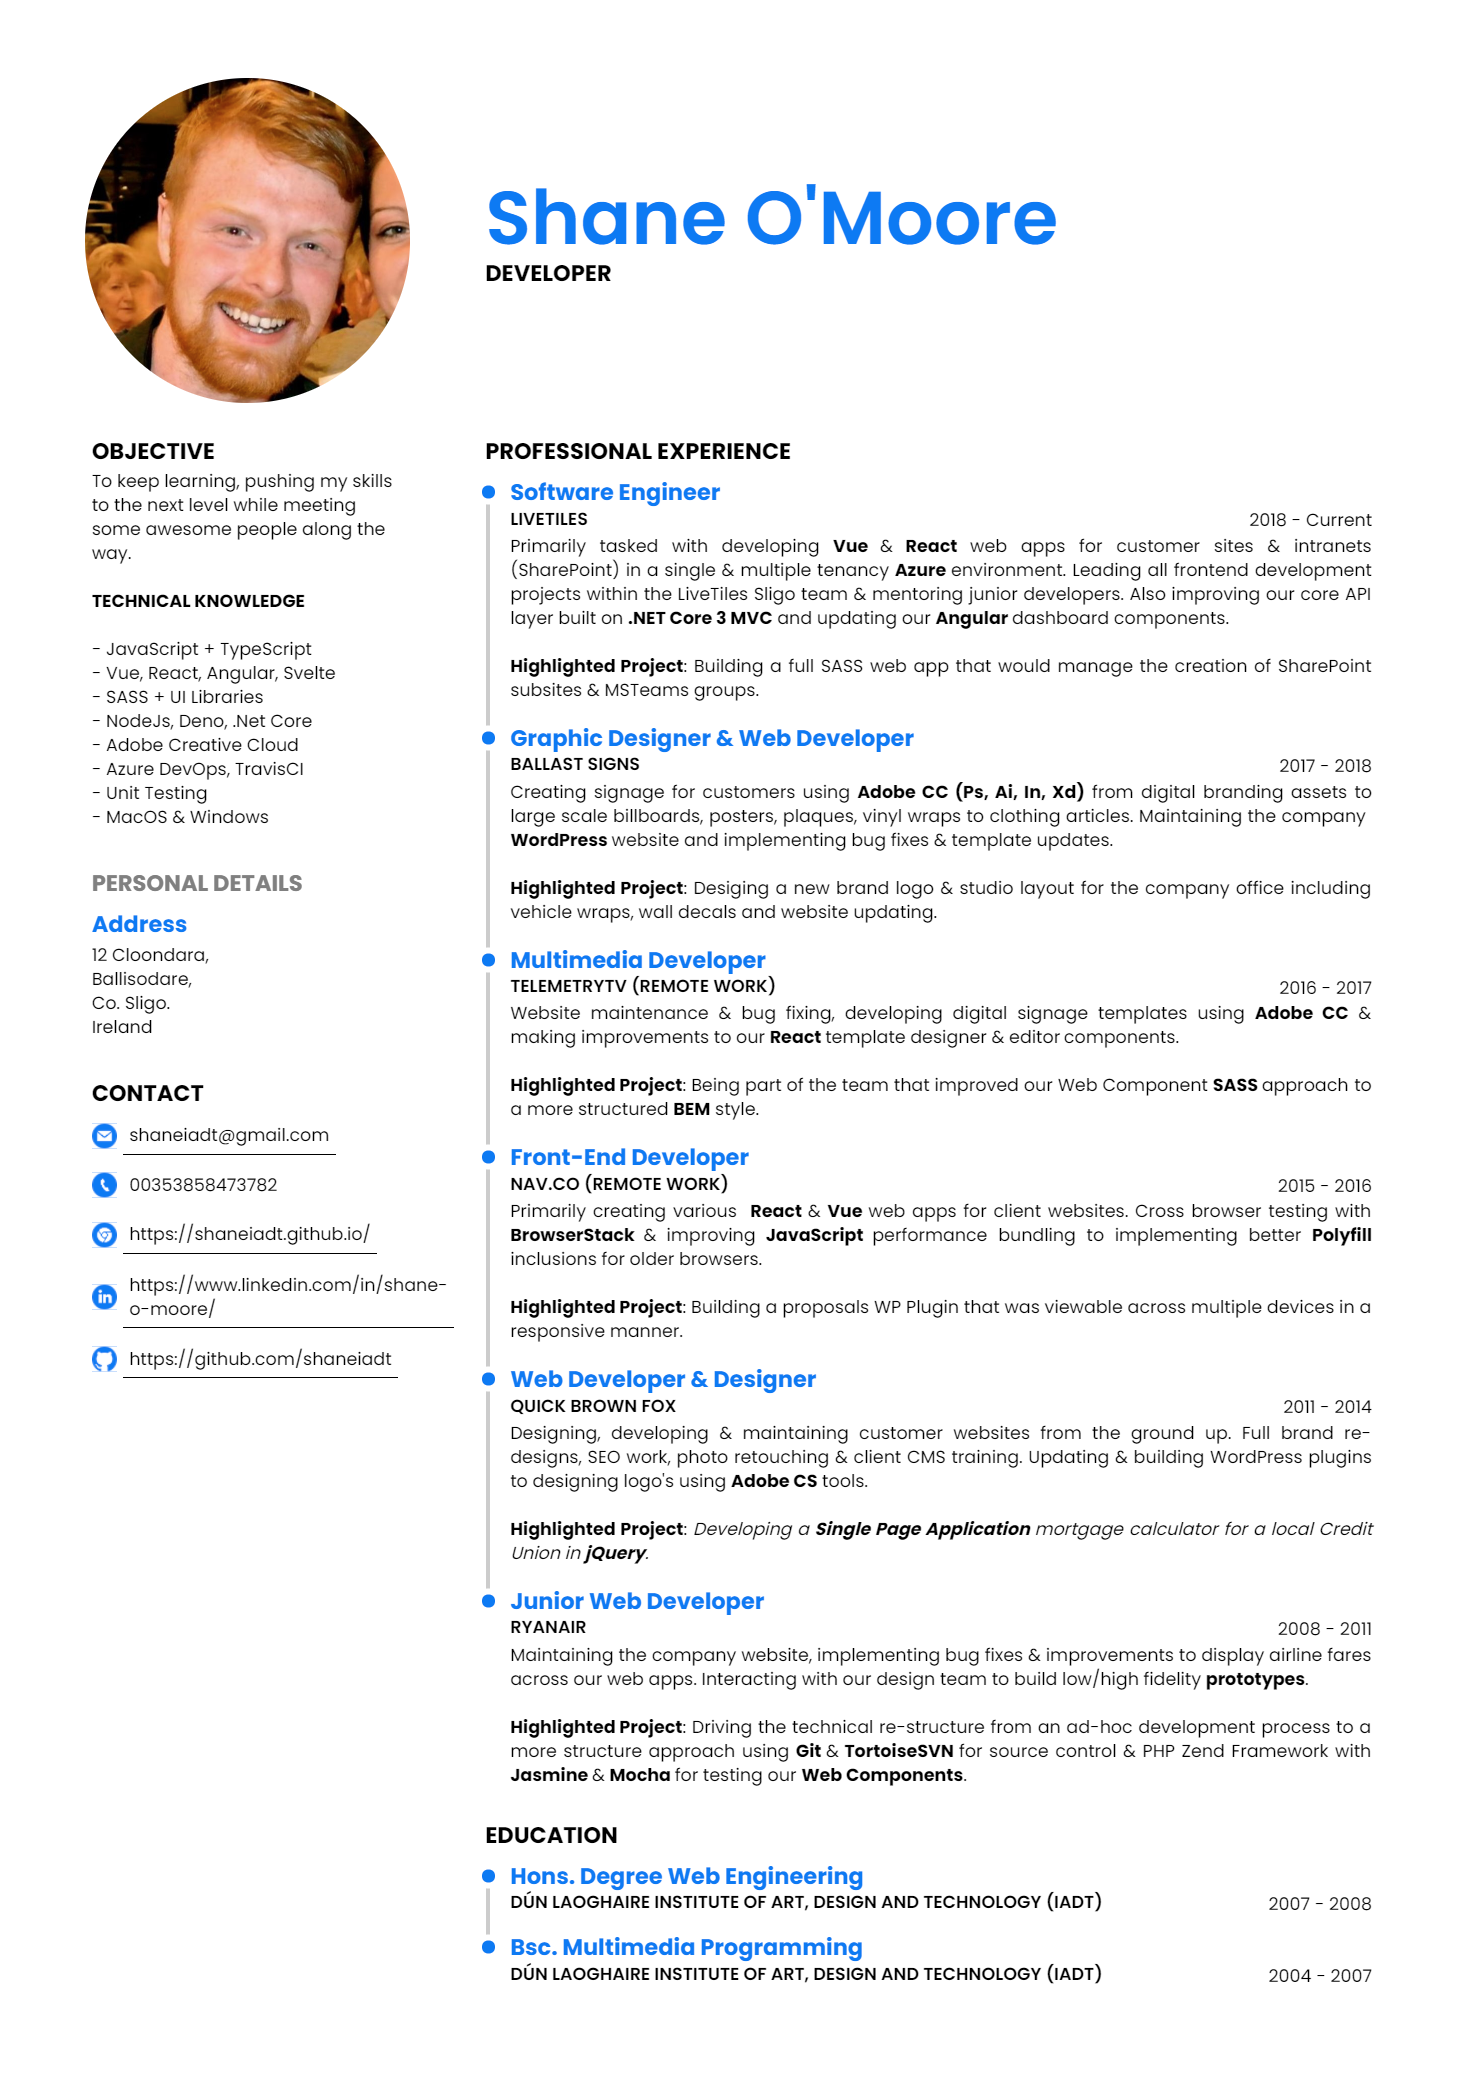 Shane O'Moore
DEVELOPER
OBJECTIVE
To keep learning, pushing my skills
to the next level while meeting
some awesome people along the
way.
TECHNICAL KNOWLEDGE
- JavaScript + TypeScript
- Vue, React, Angular, Svelte
- SASS + UI Libraries
- NodeJs, Deno, .Net Core
- Adobe Creative Cloud
- Azure DevOps, TravisCI
- Unit Testing
- MacOS & Windows
PERSONAL DETAILS
Address
12 Cloondara,
Ballisodare,
Co. Sligo.
Ireland
CONTACT
shaneiadt@gmail.com
00353858473782
https://shaneiadt.github.io/
https://www.linkedin.com/in/shane-
o-moore/
https://github.com/shaneiadt
PROFESSIONAL EXPERIENCE
Software Engineer
LIVETILES 2018 - Current
Primarily tasked with developing Vue & React web apps for customer sites & intranets
(SharePoint) in a single & multiple tenancy Azure environment. Leading all frontend development
projects within the LiveTiles Sligo team & mentoring junior developers. Also improving our core API
layer built on .NET Core 3 MVC and updating our Angular dashboard components.
Highlighted Project: Building a full SASS web app that would manage the creation of SharePoint
subsites & MSTeams groups.
Graphic Designer & Web Developer
BALLAST SIGNS 2017 - 2018
Creating signage for customers using Adobe CC (Ps, Ai, In, Xd) from digital branding assets to
large scale billboards, posters, plaques, vinyl wraps to clothing articles. Maintaining the company
WordPress website and implementing bug fixes & template updates.
Highlighted Project: Desiging a new brand logo & studio layout for the company office including
vehicle wraps, wall decals and website updating.
Multimedia Developer
TELEMETRYTV (REMOTE WORK) 2016 - 2017
Website maintenance & bug fixing, developing digital signage templates using Adobe CC &
making improvements to our React template designer & editor components.
Highlighted Project: Being part of the team that improved our Web Component SASS approach to
a more structured BEM style.
Front-End Developer
NAV.CO (REMOTE WORK) 2015 - 2016
Primarily creating various React & Vue web apps for client websites. Cross browser testing with
BrowserStack & improving JavaScript performance bundling to implementing better Polyfill
inclusions for older browsers.
Highlighted Project: Building a proposals WP Plugin that was viewable across multiple devices in a
responsive manner.
Web Developer & Designer
QUICK BROWN FOX 2011 - 2014
Designing, developing & maintaining customer websites from the ground up. Full brand re-
designs, SEO work, photo retouching & client CMS training. Updating & building WordPress plugins
to designing logo's using Adobe CS tools.
Highlighted Project: Developing a Single Page Application mortgage calculator for a local Credit
Union in jQuery.
Junior Web Developer
RYANAIR 2008 - 2011
Maintaining the company website, implementing bug fixes & improvements to display airline fares
across our web apps. Interacting with our design team to build low/high fidelity prototypes.
Highlighted Project: Driving the technical re-structure from an ad-hoc development process to a
more structure approach using Git & TortoiseSVN for source control & PHP Zend Framework with
Jasmine & Mocha for testing our Web Components.
EDUCATION
Hons. Degree Web Engineering
DÚN LAOGHAIRE INSTITUTE OF ART, DESIGN AND TECHNOLOGY (IADT) 2007 - 2008
Bsc. Multimedia Programming
DÚN LAOGHAIRE INSTITUTE OF ART, DESIGN AND TECHNOLOGY (IADT) 2004 - 2007